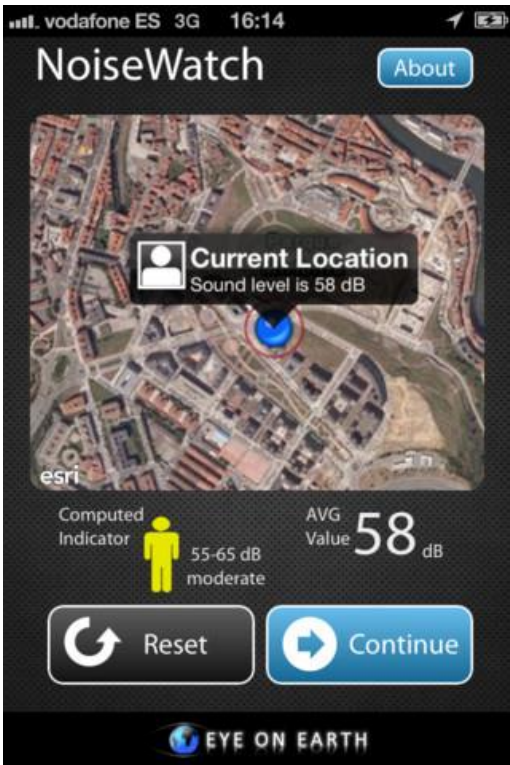 vodafone ES 3G 16:14
NoiseWatch
About
Current Location
Sound level is 58 dB
esri
Computed
Indicator
55-65 dB
moderate
AVG
Value 58 dB
Reset
Continue
EYE ON EARTH